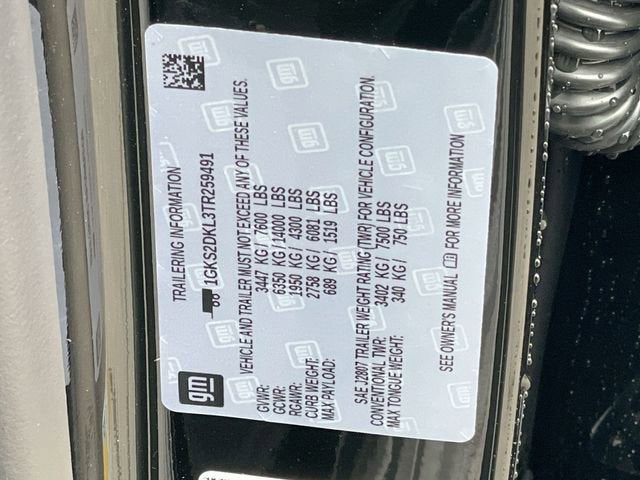 TRAILERING INFORMATION
1GKS2DKL3TR259491
VEHICLE AND TRAILER MUST NOT EXCEED ANY OF THESE VALUES.
GVWR: 3447 KG/ 7600 LBS
GCWR: 6350 KG/14000 LBS
RGAWR: 1950 KG/ 4300 LBS
CURB WEIGHT: 2758 KG/ 6081 LBS
MAX PAYLOAD: 689 KG/ 1519 LBS
SAE J2807 TRAILER WEIGHT RATING (TWR) FOR VEHICLE CONFIGURATION.
CONVENTIONAL TWR: 3402 KG/ 7500 LBS
MAX TONGUE WEIGHT: 340 KG/ 750 LBS
SEE OWNER'S MANUAL FOR MORE INFORMATION
gm